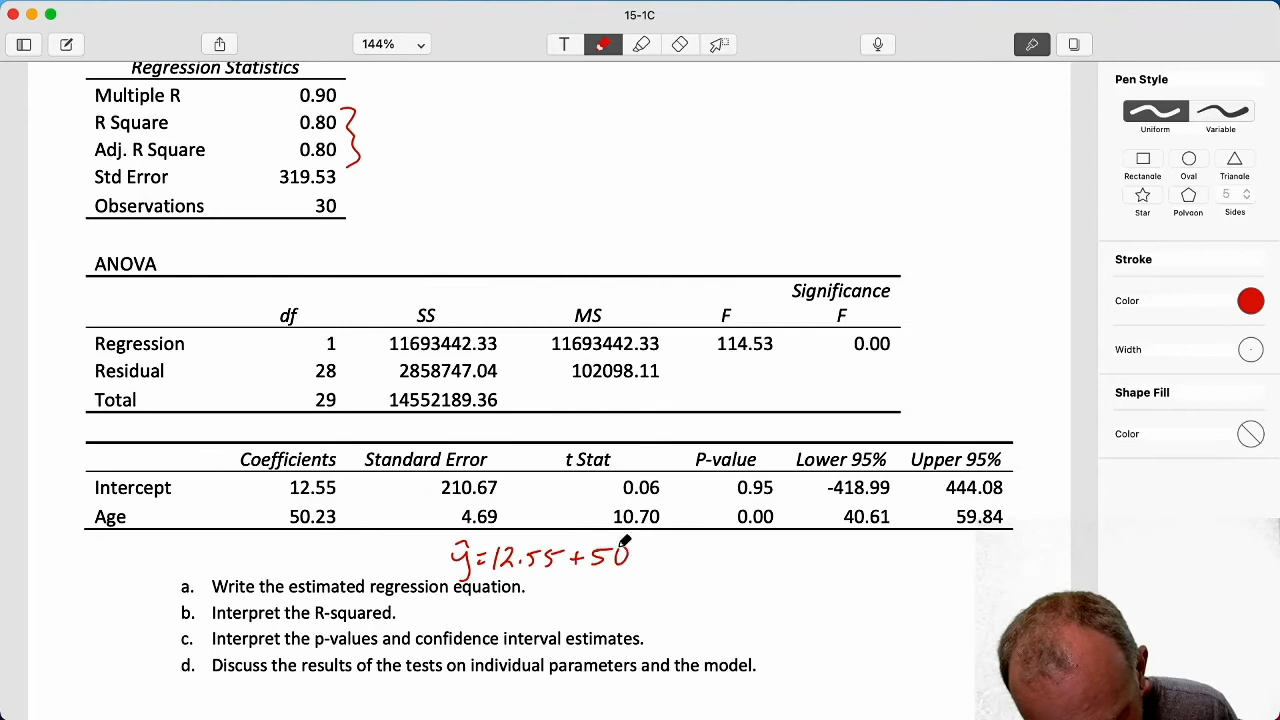 15-1C
144%
T
Regression Statistics
Multiple R 0.90
R Square 0.80
Adj. R Square 0.80
Std Error 319.53
Observations 30
ANOVA
df SS MS F Significance F
Regression 1 11693442.33 11693442.33 114.53 0.00
Residual 28 2858747.04 102098.11
Total 29 14552189.36
Coefficients Standard Error t Stat P-value Lower 95% Upper 95%
Intercept 12.55 210.67 0.06 0.95 -418.99 444.08
Age 50.23 4.69 10.70 0.00 40.61 59.84
ŷ=12.55+50
a. Write the estimated regression equation.
b. Interpret the R-squared.
c. Interpret the p-values and confidence interval estimates.
d. Discuss the results of the tests on individual parameters and the model.
Pen Style
Uniform Variable
Rectangle Oval Triangle
5
Star Polygon Sides
Stroke
Color
Width
Shape Fill
Color